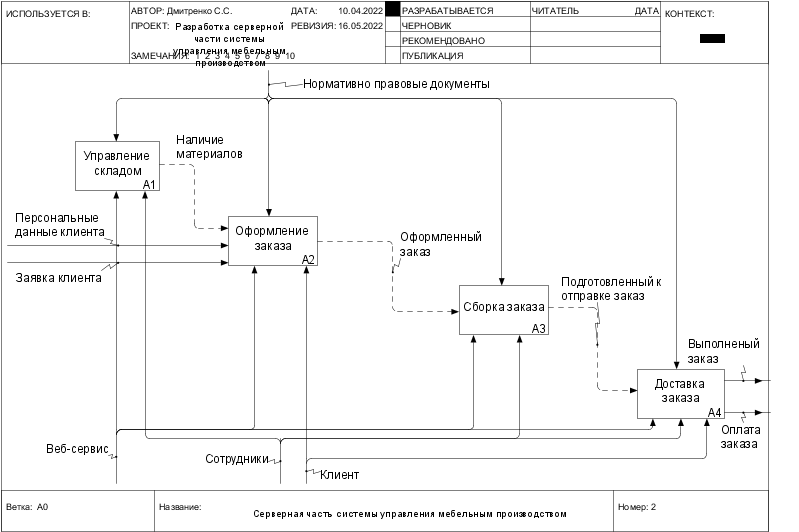 ИСПОЛЬЗУЕТСЯ В:
АВТОР: Дмитренко С.С.
ДАТА: 10.04.2022
РАЗРАБАТЫВАЕТСЯ
ЧИТАТЕЛЬ
ДАТА
КОНТЕКСТ:
ПРОЕКТ: Разработка серверной
части системы
управления мебельным
производством
РЕВИЗИЯ: 16.05.2022
ЧЕРНОВИК
РЕКОМЕНДОВАНО
ЗАМЕЧАНИЯ: 1 2 3 4 5 6 7 8 9 10
ПУБЛИКАЦИЯ
Нормативно правовые документы
Управление
складом
A1
Наличие
материалов
Персональные
данные клиента
Заявка клиента
Оформление
заказа
A2
Оформленный
заказ
Сборка заказа
A3
Подготовленный к
отправке заказ
Выполненый
заказ
Доставка
заказа
A4
Оплата
заказа
Веб-сервис
Сотрудники
Клиент
Ветка: A0
Название:
Серверная часть системы управления мебельным производством
Номер: 2